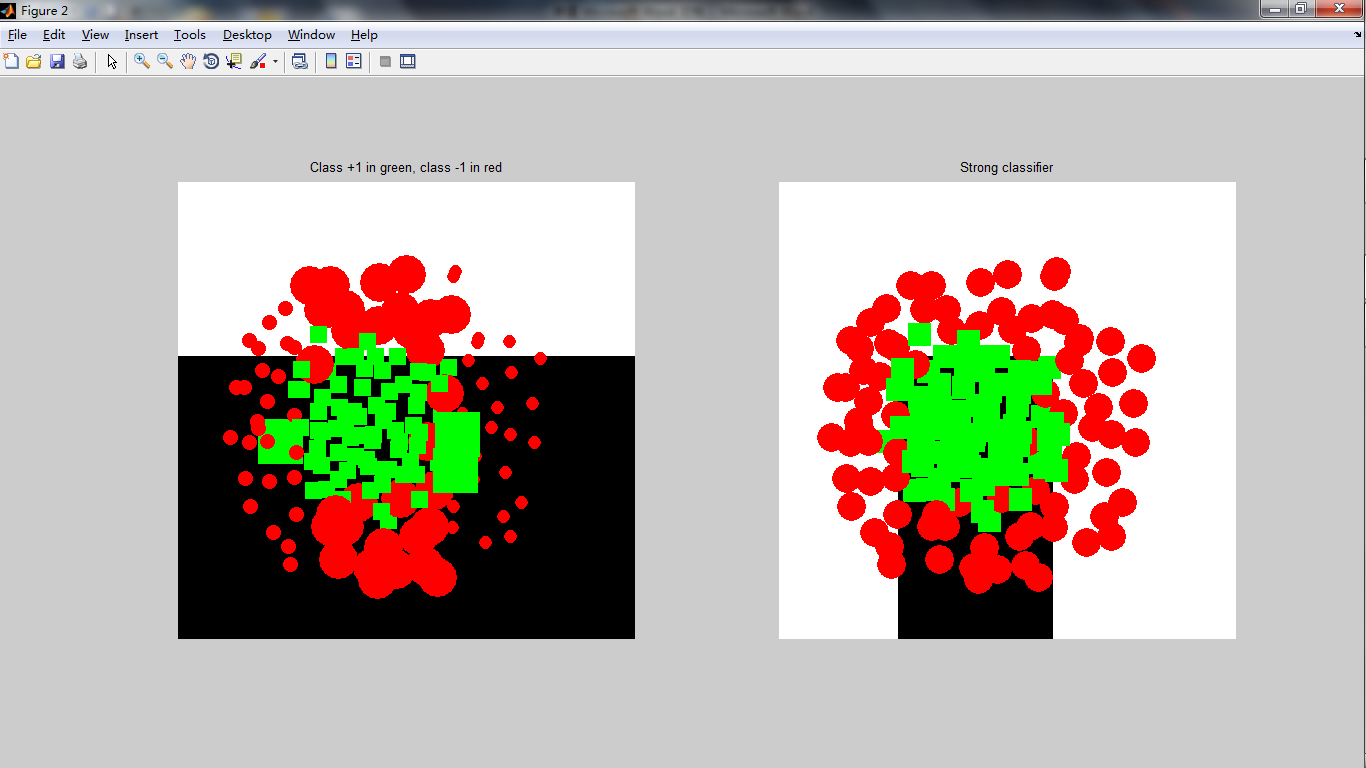 Figure 2
File Edit View Insert Tools Desktop Window Help
Class +1 in green, class -1 in red
Strong classifier